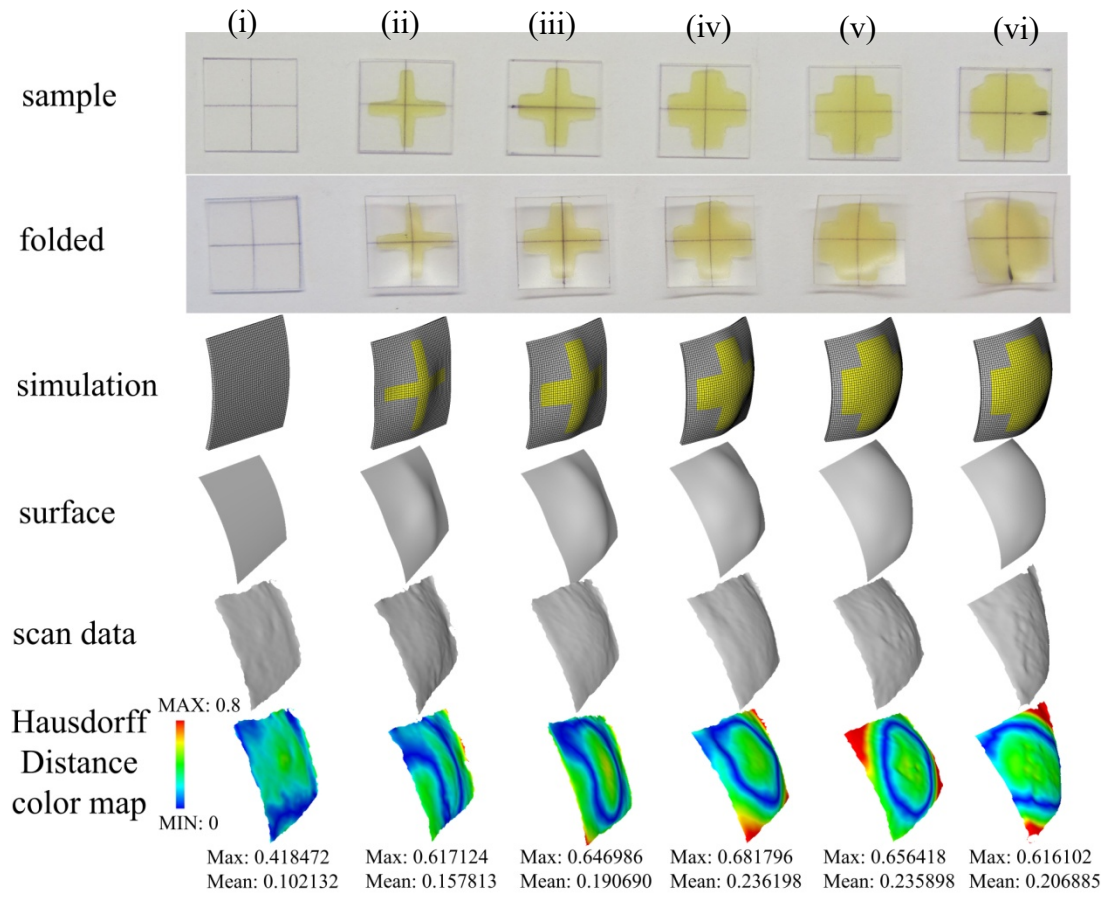 (i) (ii) (iii) (iv) (v) (vi)
sample
folded
simulation
surface
scan data
Hausdorff
Distance
color map
MAX: 0.8
MIN: 0
Max: 0.418472 Max: 0.617124 Max: 0.646986 Max: 0.681796 Max: 0.656418 Max: 0.616102
Mean: 0.102132 Mean: 0.157813 Mean: 0.190690 Mean: 0.236198 Mean: 0.235898 Mean: 0.206885